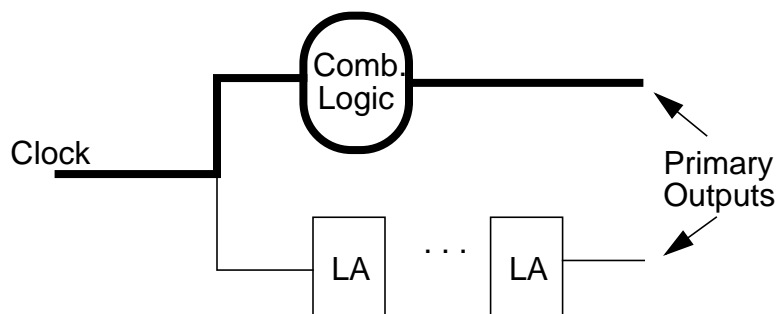 Comb.
Logic
Clock
Primary
Outputs
LA
. . .
LA